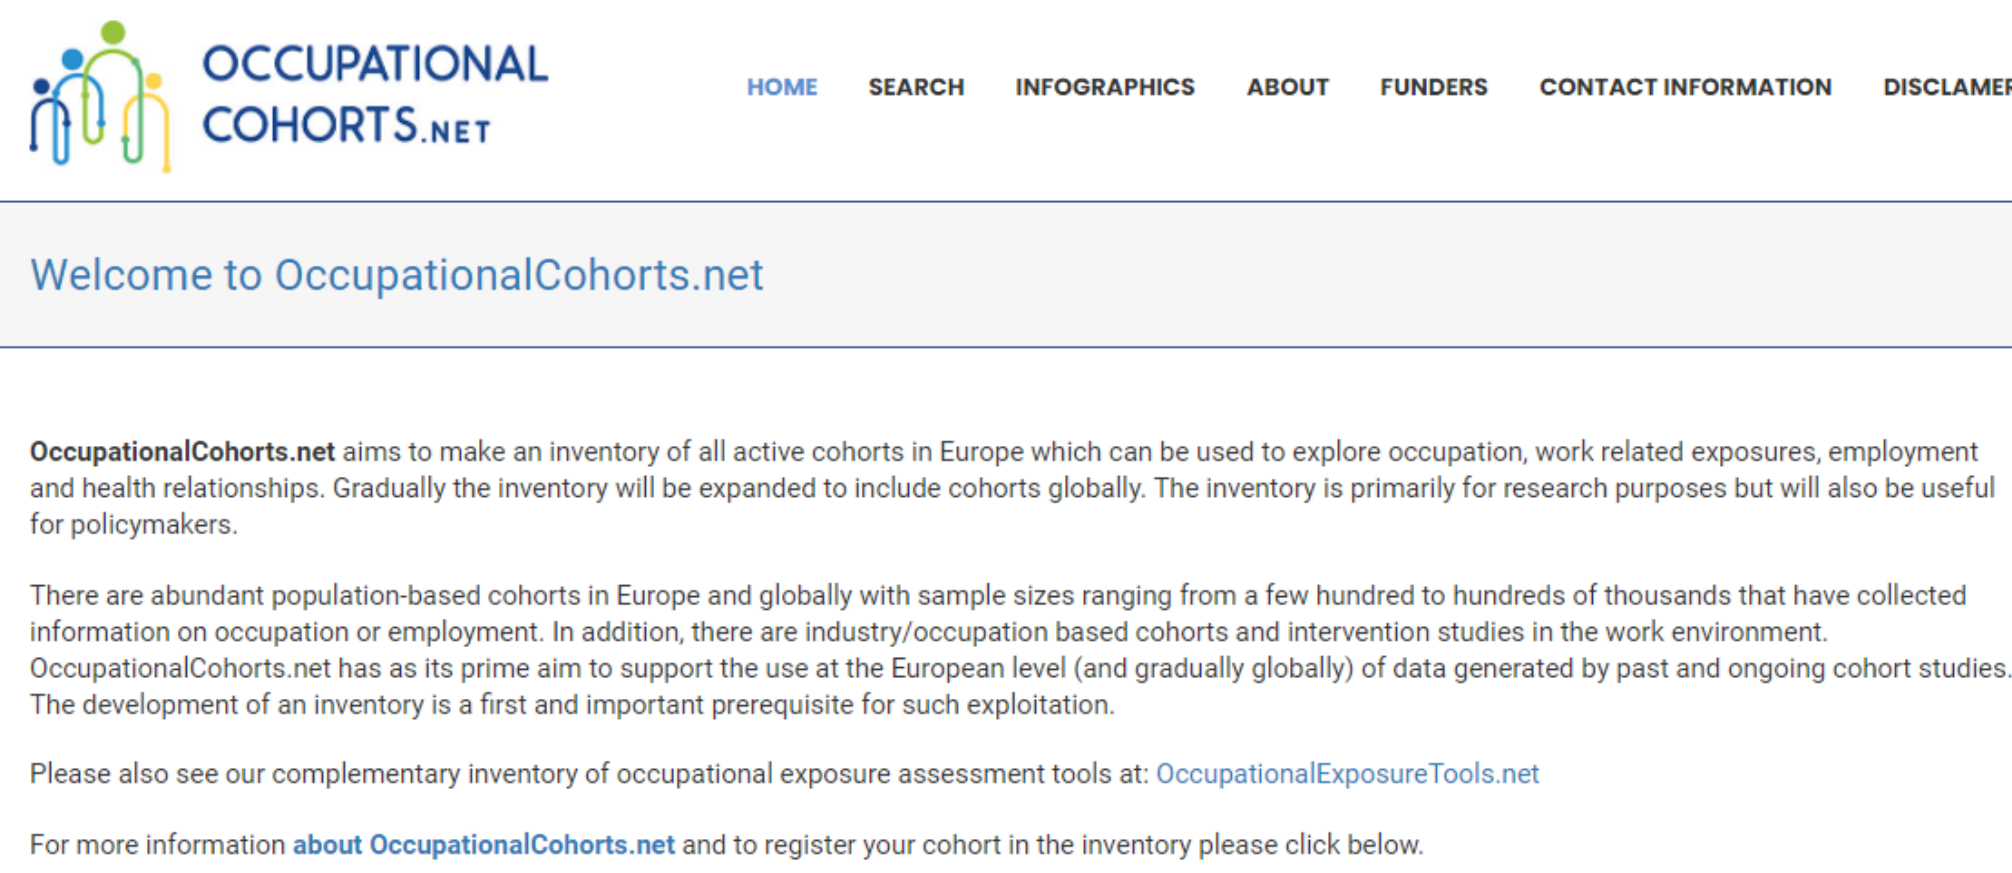 OCCUPATIONAL
COHORTS.NET
HOME SEARCH INFOGRAPHICS ABOUT FUNDERS CONTACT INFORMATION DISCLAMER
Welcome to OccupationalCohorts.net
OccupationalCohorts.net aims to make an inventory of all active cohorts in Europe which can be used to explore occupation, work related exposures, employment
and health relationships. Gradually the inventory will be expanded to include cohorts globally. The inventory is primarily for research purposes but will also be useful
for policymakers.
There are abundant population-based cohorts in Europe and globally with sample sizes ranging from a few hundred to hundreds of thousands that have collected
information on occupation or employment. In addition, there are industry/occupation based cohorts and intervention studies in the work environment.
OccupationalCohorts.net has as its prime aim to support the use at the European level (and gradually globally) of data generated by past and ongoing cohort studies.
The development of an inventory is a first and important prerequisite for such exploitation.
Please also see our complementary inventory of occupational exposure assessment tools at: OccupationalExposureTools.net
For more information about OccupationalCohorts.net and to register your cohort in the inventory please click below.